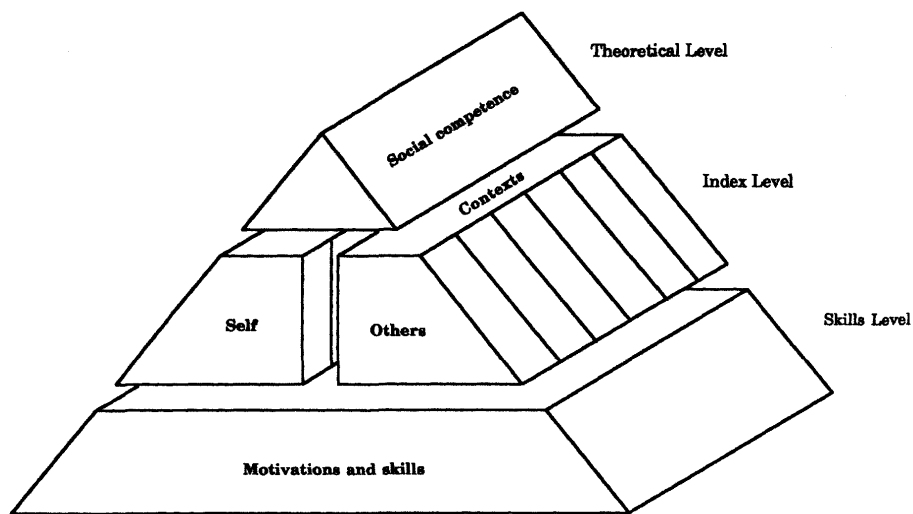 Theoretical Level
Social competence
Contexts
Index Level
Self
Others
Skills Level
Motivations and skills